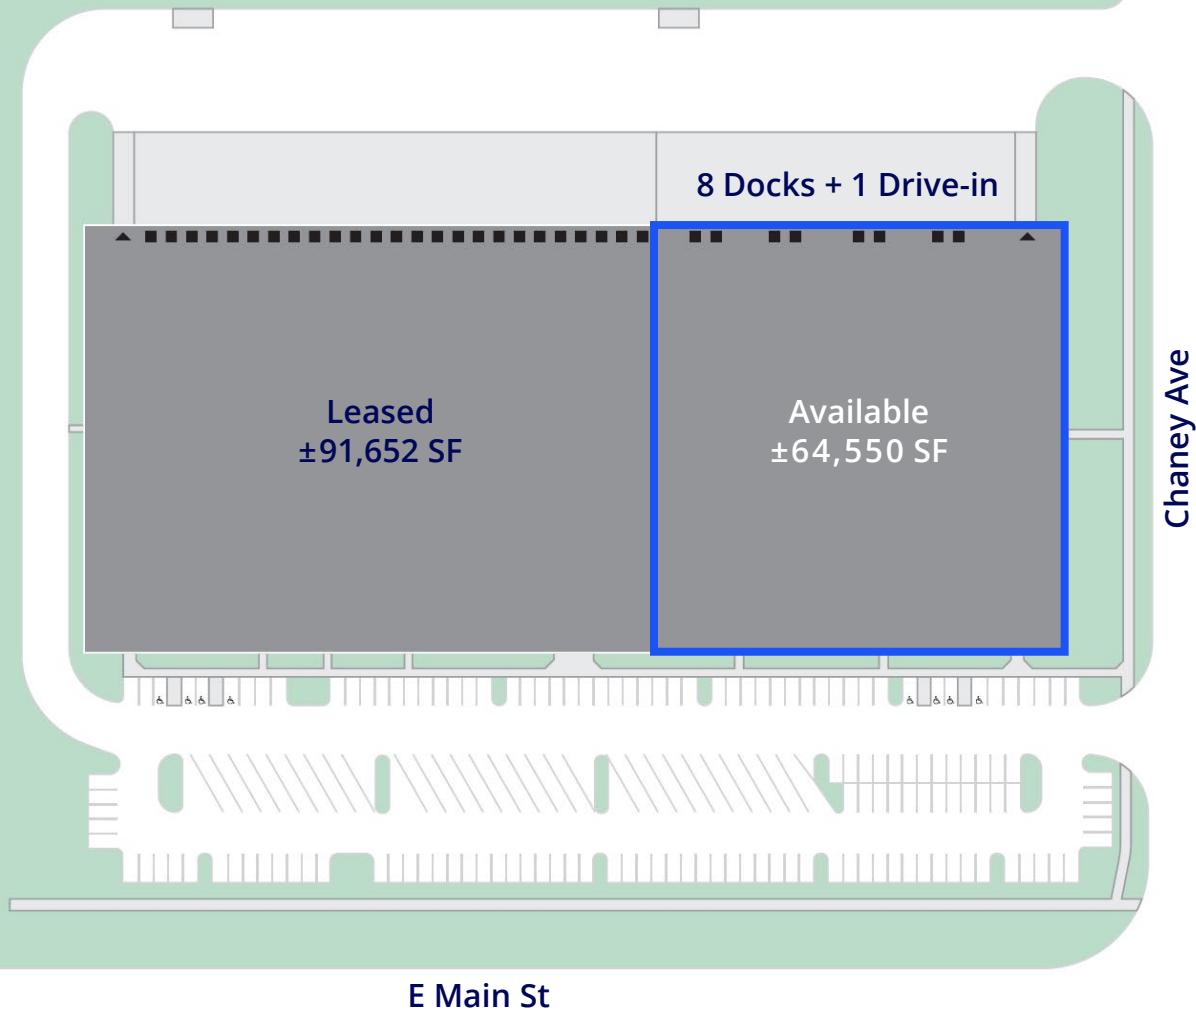 8 Docks + 1 Drive-in
Leased
±91,652 SF
Available
±64,550 SF
Chaney Ave
E Main St